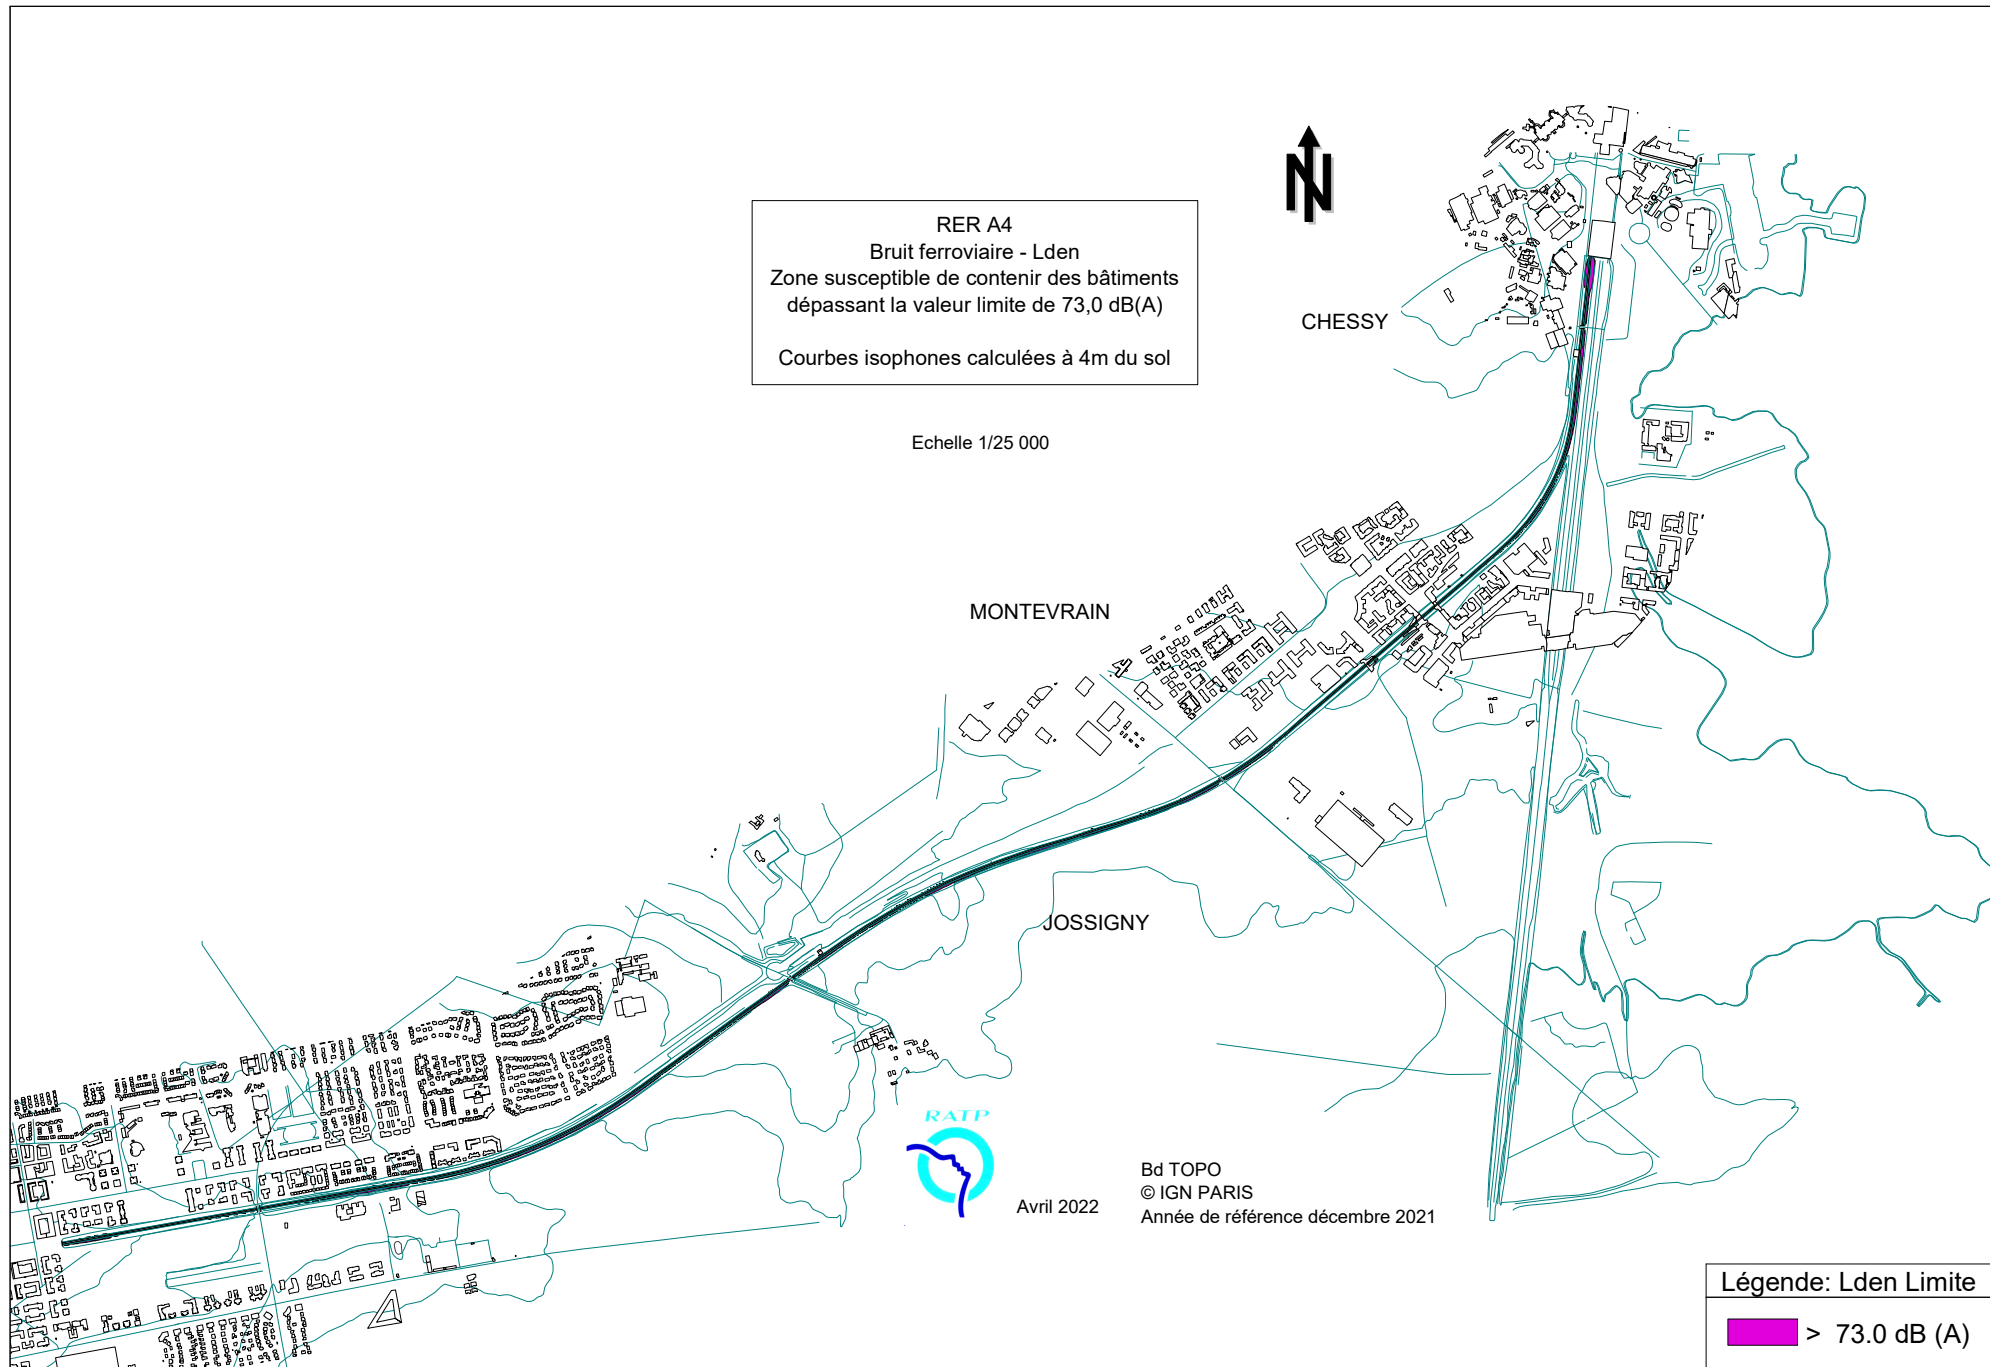 RER A4
Bruit ferroviaire - Lden
Zone susceptible de contenir des bâtiments
dépassant la valeur limite de 73,0 dB(A)
Courbes isophones calculées à 4m du sol
N
CHESSY
Echelle 1/25 000
MONTEVRAIN
JOSSIGNY
RATP
Avril 2022
Bd TOPO
© IGN PARIS
Année de référence décembre 2021
Légende: Lden Limite
> 73.0 dB (A)